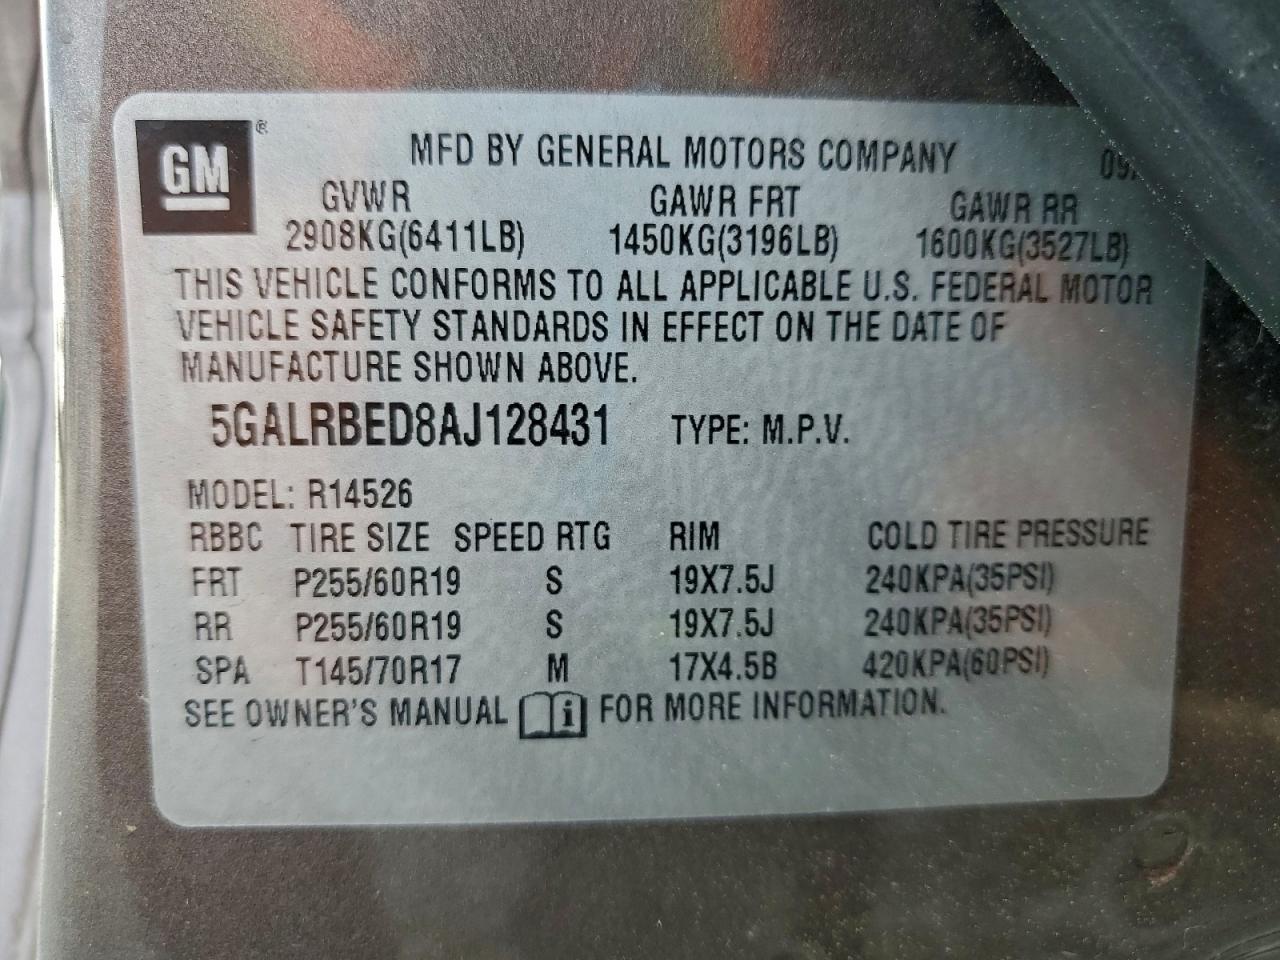 GM ®
MFD BY GENERAL MOTORS COMPANY 09/
GVWR GAWR FRT GAWR RR
2908KG(6411LB) 1450KG(3196LB) 1600KG(3527LB)
THIS VEHICLE CONFORMS TO ALL APPLICABLE U.S. FEDERAL MOTOR
VEHICLE SAFETY STANDARDS IN EFFECT ON THE DATE OF
MANUFACTURE SHOWN ABOVE.
5GALRBED8AJ128431 TYPE: M.P.V.
MODEL: R14526
RBBC TIRE SIZE SPEED RTG RIM COLD TIRE PRESSURE
FRT P255/60R19 S 19X7.5J 240KPA(35PSI)
RR P255/60R19 S 19X7.5J 240KPA(35PSI)
SPA T145/70R17 M 17X4.5B 420KPA(60PSI)
SEE OWNER'S MANUAL i FOR MORE INFORMATION.